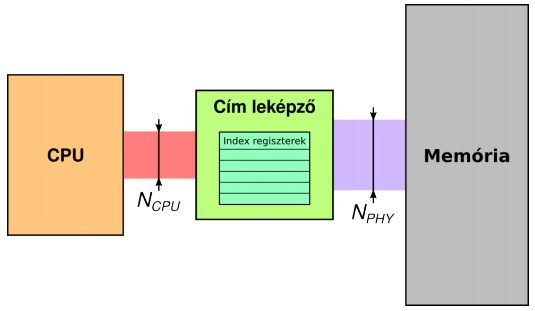 CPU
N_CPU
Cím leképző
Index regiszterek
N_PHY
Memória